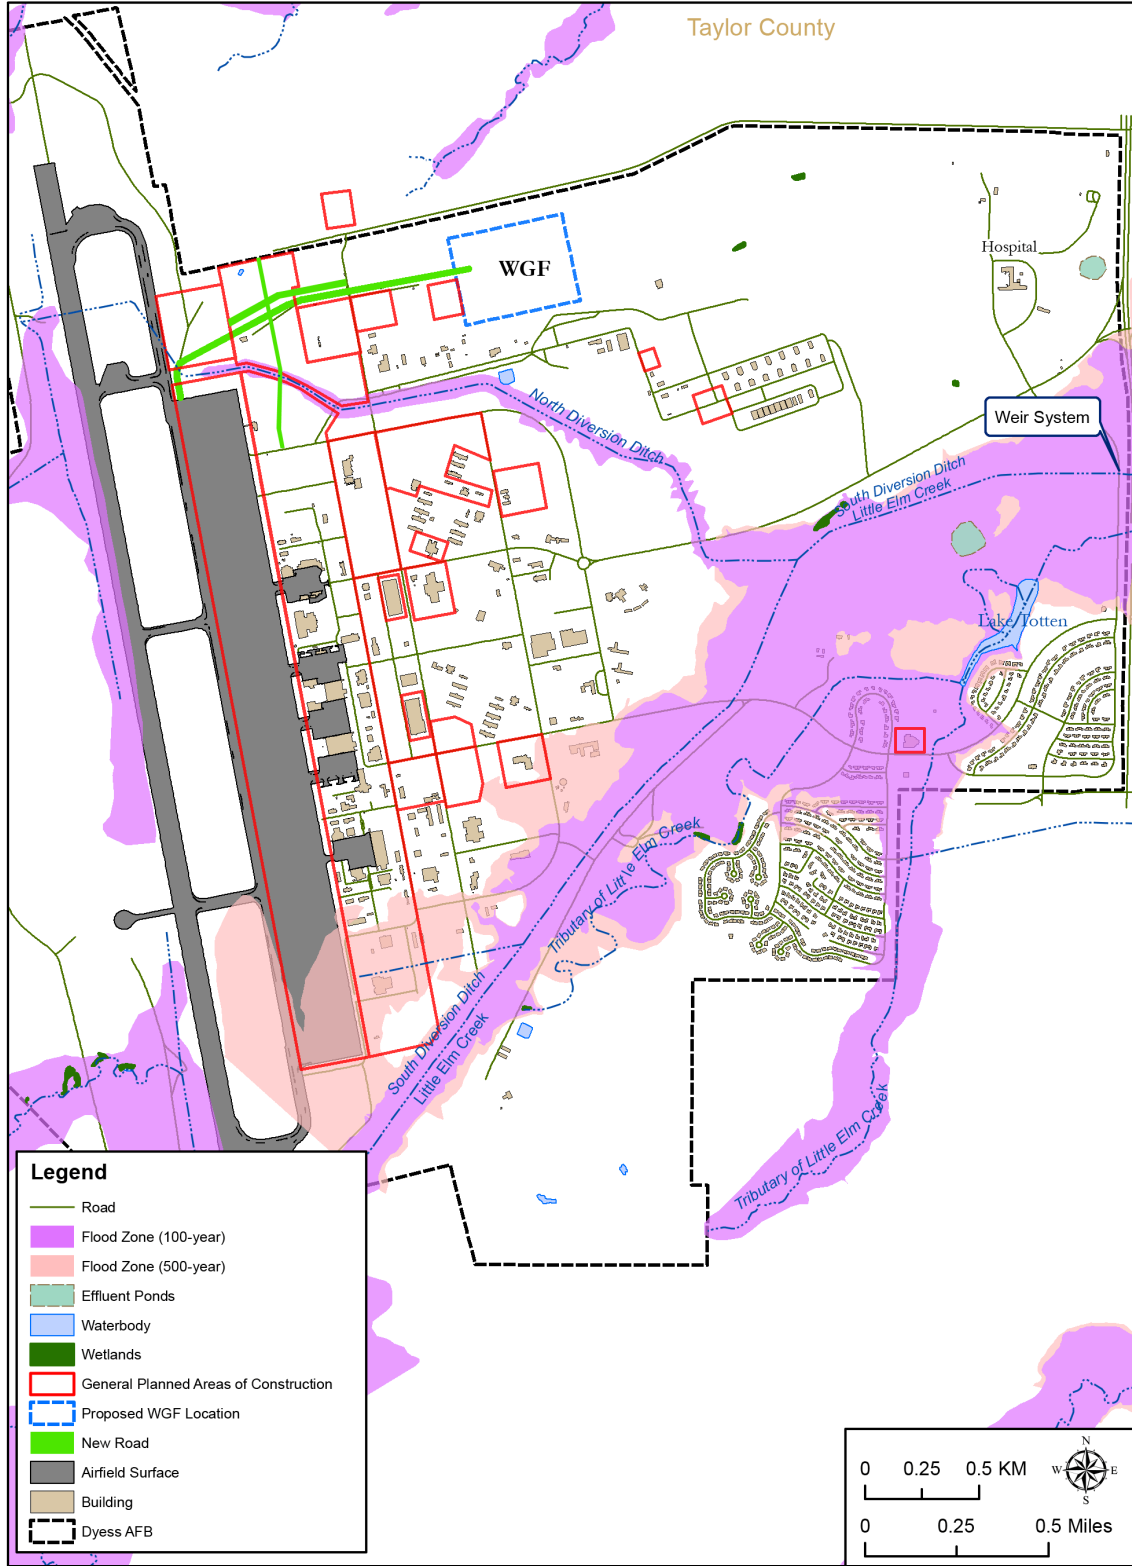 Taylor County
Hospital
WGF
Weir System
North Diversion Ditch
South Diversion Ditch
Little Elm Creek
Lake Totten
Tributary of Little Elm Creek
South Diversion Ditch
Little Elm Creek
Tributary of Little Elm Creek
Legend
Road
Flood Zone (100-year)
Flood Zone (500-year)
Effluent Ponds
Waterbody
Wetlands
General Planned Areas of Construction
Proposed WGF Location
New Road
Airfield Surface
Building
Dyess AFB
0 0.25 0.5 KM
N
W E
S
0 0.25 0.5 Miles